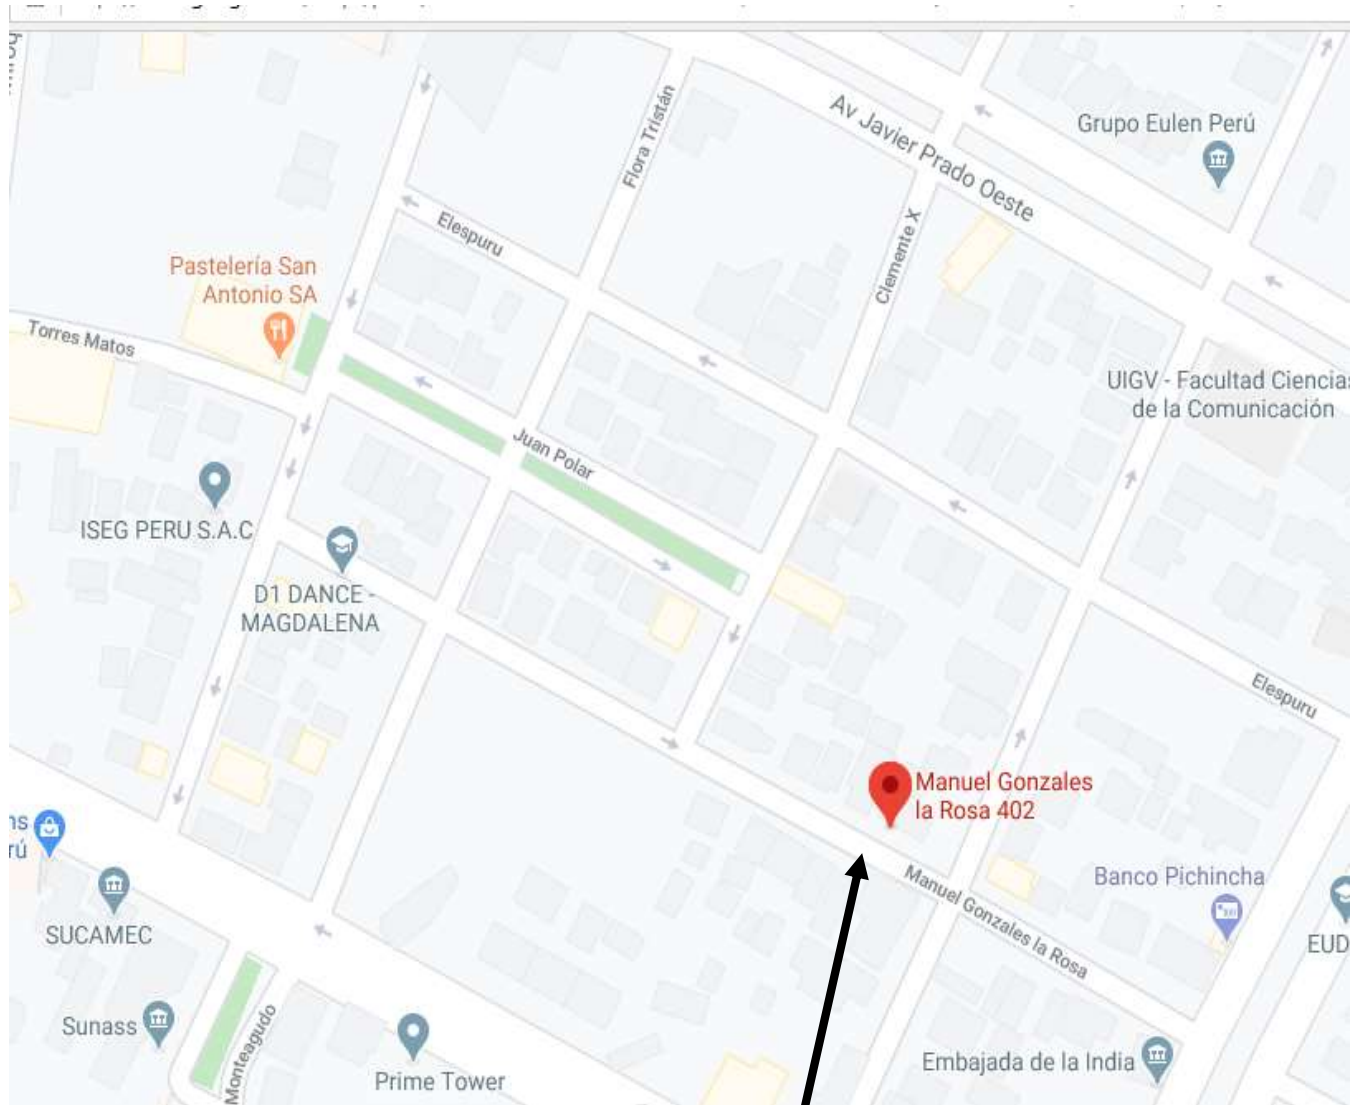 Av Javier Prado Oeste
Grupo Eulen Perú
Flora Tristán
Elespuru
Clemente X
Pastelería San
Antonio SA
Torres Matos
UIGV - Facultad Ciencias
de la Comunicación
Juan Polar
ISEG PERU S.A.C
D1 DANCE -
MAGDALENA
Elespuru
Manuel Gonzales
la Rosa 402
ns
rú
Manuel Gonzales la Rosa
Banco Pichincha
SUCAMEC
EUD
Sunass
Monteagudo
Prime Tower
Embajada de la India